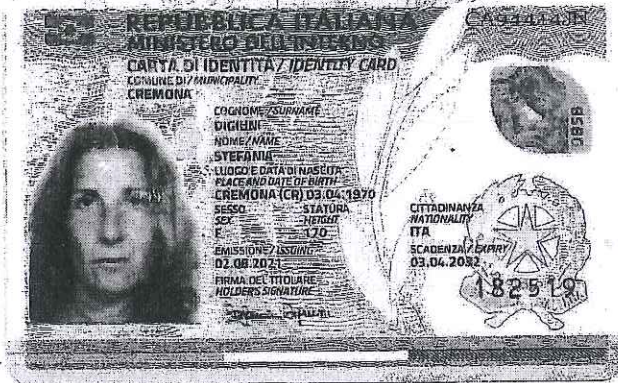 REPUBBLICA ITALIANA
MINISTERO DELL'INTERNO
CA94414JN
CARTA DI IDENTITÀ / IDENTITY CARD
COMUNE DI / MUNICIPALITY
CREMONA
COGNOME / SURNAME
DIGIUNI
NOME / NAME
STEFANIA
LUOGO E DATA DI NASCITA
PLACE AND DATE OF BIRTH
CREMONA (CR) 03.04.1970
SESSO
SEX
F
STATURA
HEIGHT
170
CITTADINANZA
NATIONALITY
ITA
EMISSIONE / ISSUING
02.08.2021
SCADENZA / EXPIRY
03.04.2032
FIRMA DEL TITOLARE
HOLDER'S SIGNATURE
182519